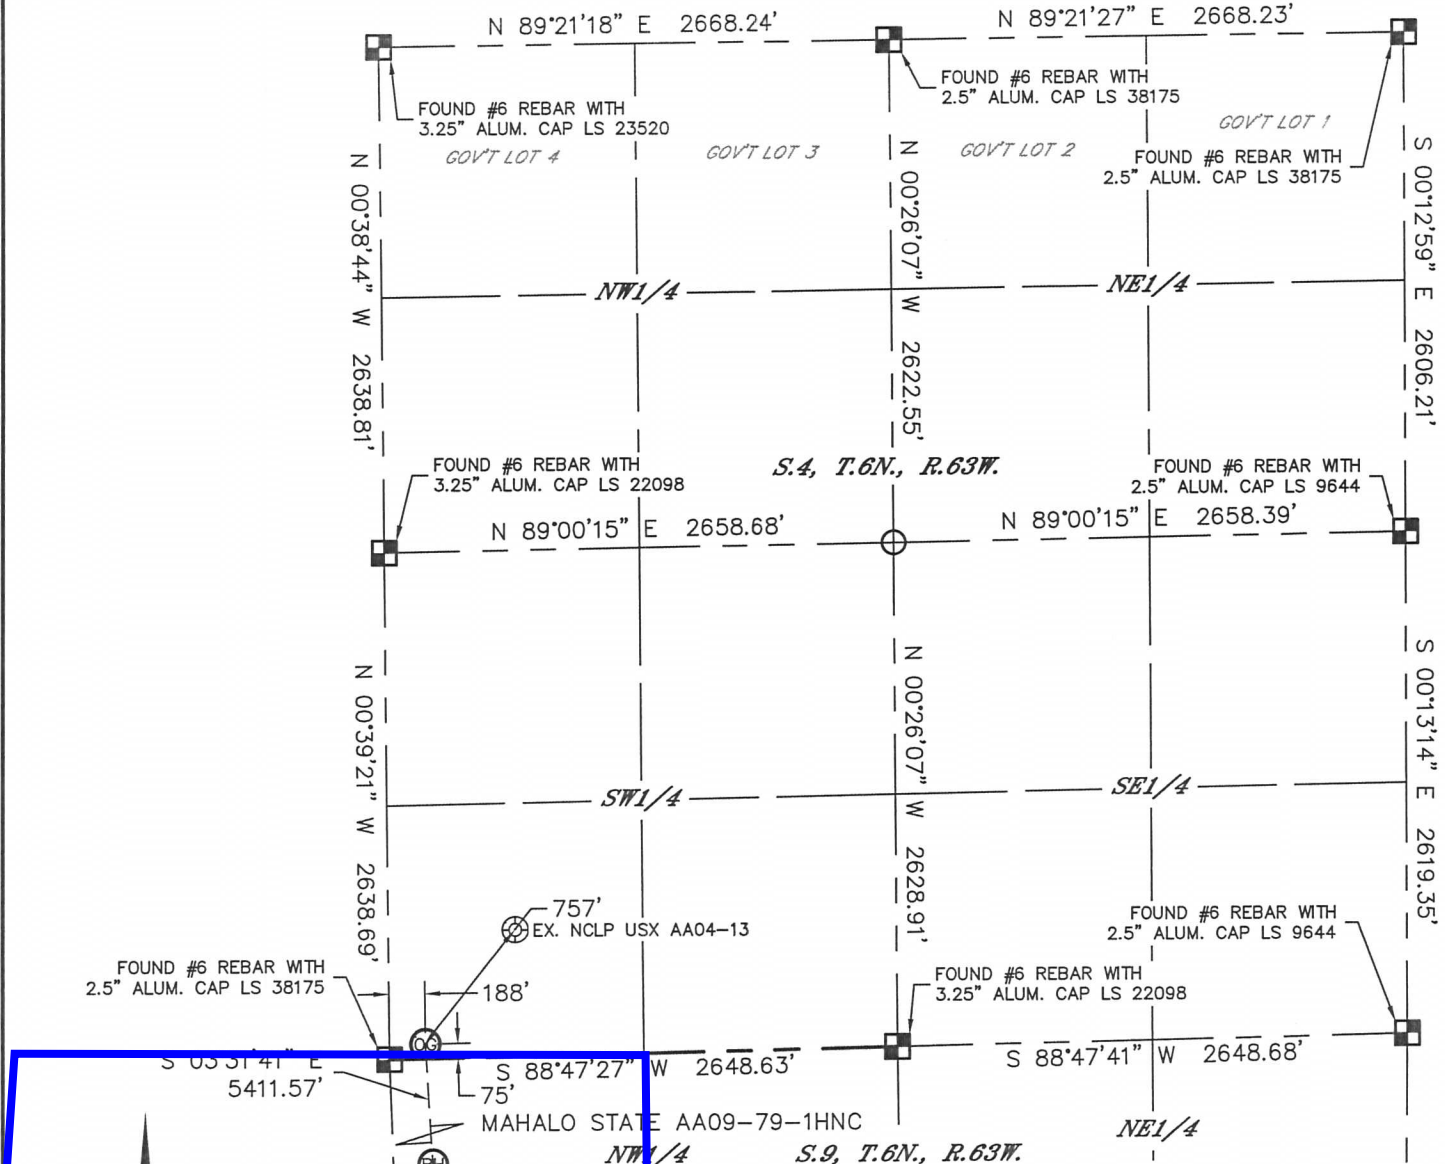 N 89°21'18" E 2668.24'
N 89°21'27" E 2668.23'
FOUND #6 REBAR WITH
3.25" ALUM. CAP LS 23520
FOUND #6 REBAR WITH
2.5" ALUM. CAP LS 38175
GOV'T LOT 1
FOUND #6 REBAR WITH
2.5" ALUM. CAP LS 38175
GOV'T LOT 4
GOV'T LOT 3
GOV'T LOT 2
N 00°38'44" W 2638.81'
N 00°26'07" W 2622.55'
S 00°12'59" E 2606.21'
NW1/4
NE1/4
S.4, T.6N., R.63W.
FOUND #6 REBAR WITH
3.25" ALUM. CAP LS 22098
FOUND #6 REBAR WITH
2.5" ALUM. CAP LS 9644
N 89°00'15" E 2658.68'
N 89°00'15" E 2658.39'
N 00°39'21" W 2638.69'
N 00°26'07" W 2628.91'
S 00°13'14" E 2619.35'
SW1/4
SE1/4
757'
EX. NCLP USX AA04-13
FOUND #6 REBAR WITH
2.5" ALUM. CAP LS 9644
FOUND #6 REBAR WITH
2.5" ALUM. CAP LS 38175
188'
FOUND #6 REBAR WITH
3.25" ALUM. CAP LS 22098
OG
S 03°31'41" E
5411.57'
S 88°47'27" W 2648.63'
S 88°47'41" W 2648.68'
75'
MAHALO STATE AA09-79-1HNC
NW1/4
S.9, T.6N., R.63W.
NE1/4